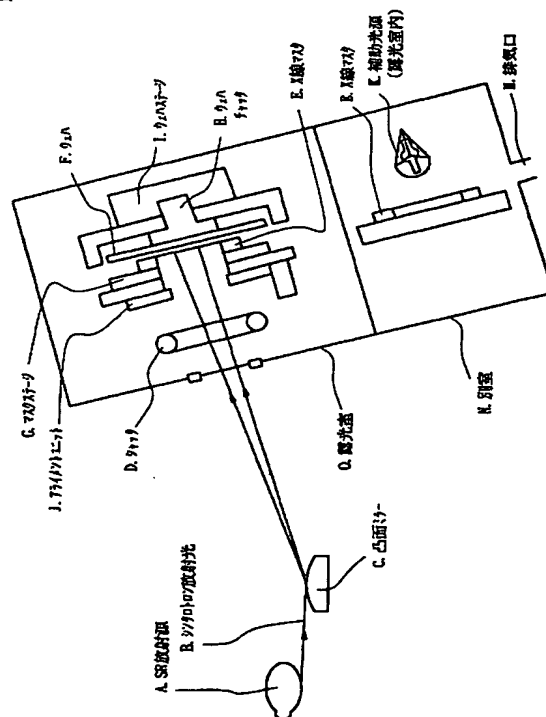 F. ウェハ
I. ウェハステージ
H. ウェハ
チャック
E. X線マスク
G. マスクステージ
J. アライメントユニット
D. シャッタ
E. X線マスク
K. 補助光源
(露光室内)
M. 排気口
N. 別室
O. 露光室
C. 凸面ミラー
B. シンクロトロン放射光
A. SR放射源